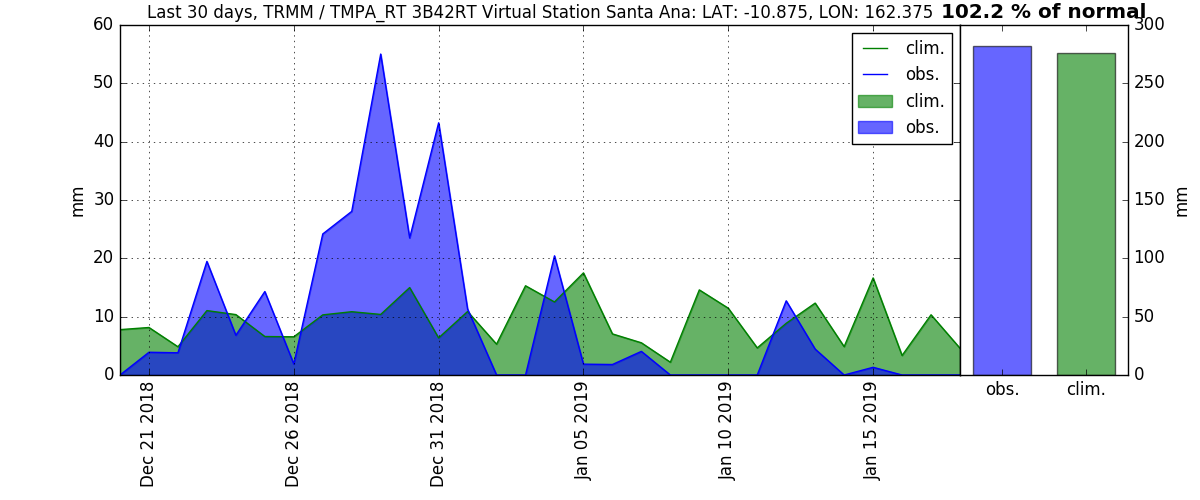 Last 30 days, TRMM / TMPA_RT 3B42RT Virtual Station Santa Ana: LAT: -10.875, LON: 162.375 102.2 % of normal
60
50
40
30
20
10
0
mm
clim.
obs.
clim.
obs.
Dec 21 2018
Dec 26 2018
Dec 31 2018
Jan 05 2019
Jan 10 2019
Jan 15 2019
300
250
200
150
100
50
0
mm
obs.
clim.